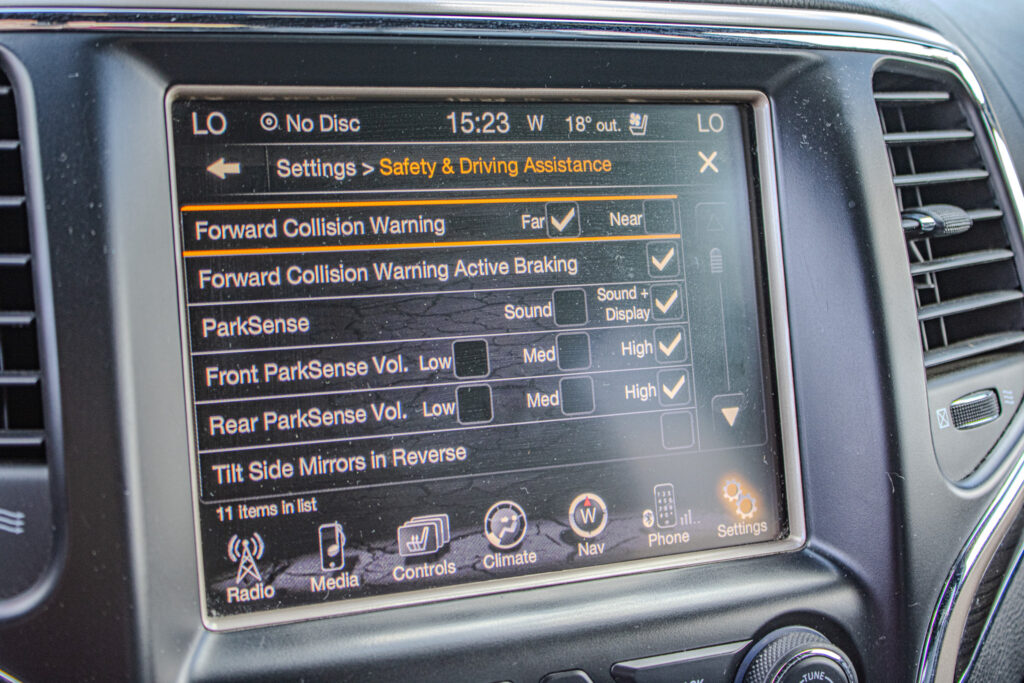 LO No Disc 15:23 W 18° out. LO
Settings > Safety & Driving Assistance X
Forward Collision Warning Far Near
Forward Collision Warning Active Braking
ParkSense Sound Sound + Display
Front ParkSense Vol. Low Med High
Rear ParkSense Vol. Low Med High
Tilt Side Mirrors in Reverse
11 items in list
Radio Media Controls Climate W Nav Phone Settings
TUNE